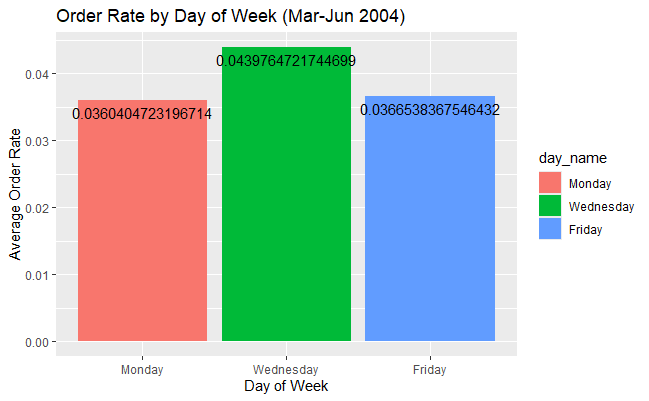 Order Rate by Day of Week (Mar-Jun 2004)
Average Order Rate
0.04
0.03
0.02
0.01
0.00
0.0360404723196714
0.0439764721744699
0.0366538367546432
Monday
Wednesday
Friday
Day of Week
day_name
Monday
Wednesday
Friday